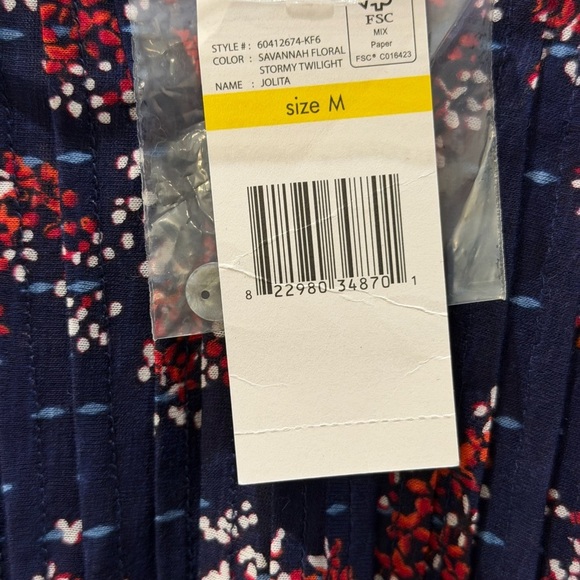 FSC
MIX
Paper
FSC® C016423
STYLE # : 60412674-KF6
COLOR : SAVANNAH FLORAL
STORMY TWILIGHT
NAME : JOLITA
size M
8 22980 34870 1